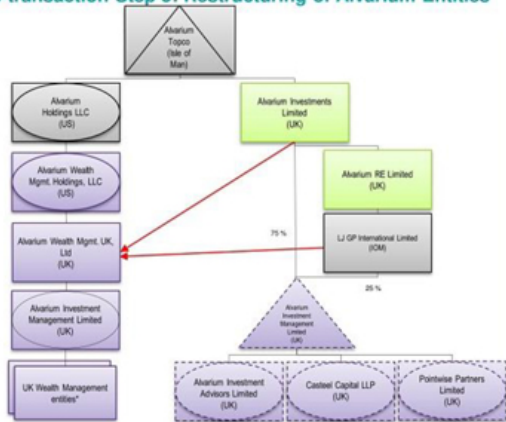 transaction Step of Restructuring of Alvarium Entities
Alvarium
Topco
(Isle of
Man)
Alvarium
Holdings LLC
(US)
Alvarium Investments
Limited
(UK)
Alvarium Wealth
Mgmt. Holdings, LLC
(US)
Alvarium RE Limited
(UK)
Alvarium Wealth Mgmt. UK,
Ltd
(UK)
75 %
LJ GP International Limited
(IOM)
25 %
Alvarium Investment
Management Limited
(UK)
Alvarium
Investment
Management
Limited
(UK)
UK Wealth Management
entities*
Alvarium Investment
Advisors Limited
(UK)
Casteel Capital LLP
(UK)
Pointwise Partners
Limited
(UK)